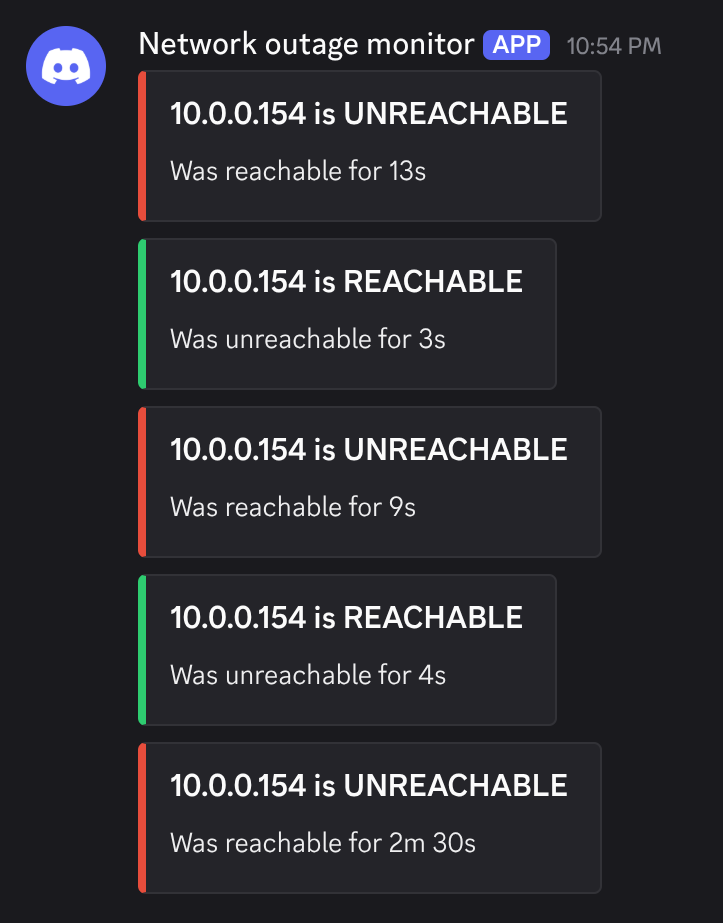 Network outage monitor APP 10:54 PM
10.0.0.154 is UNREACHABLE
Was reachable for 13s
10.0.0.154 is REACHABLE
Was unreachable for 3s
10.0.0.154 is UNREACHABLE
Was reachable for 9s
10.0.0.154 is REACHABLE
Was unreachable for 4s
10.0.0.154 is UNREACHABLE
Was reachable for 2m 30s